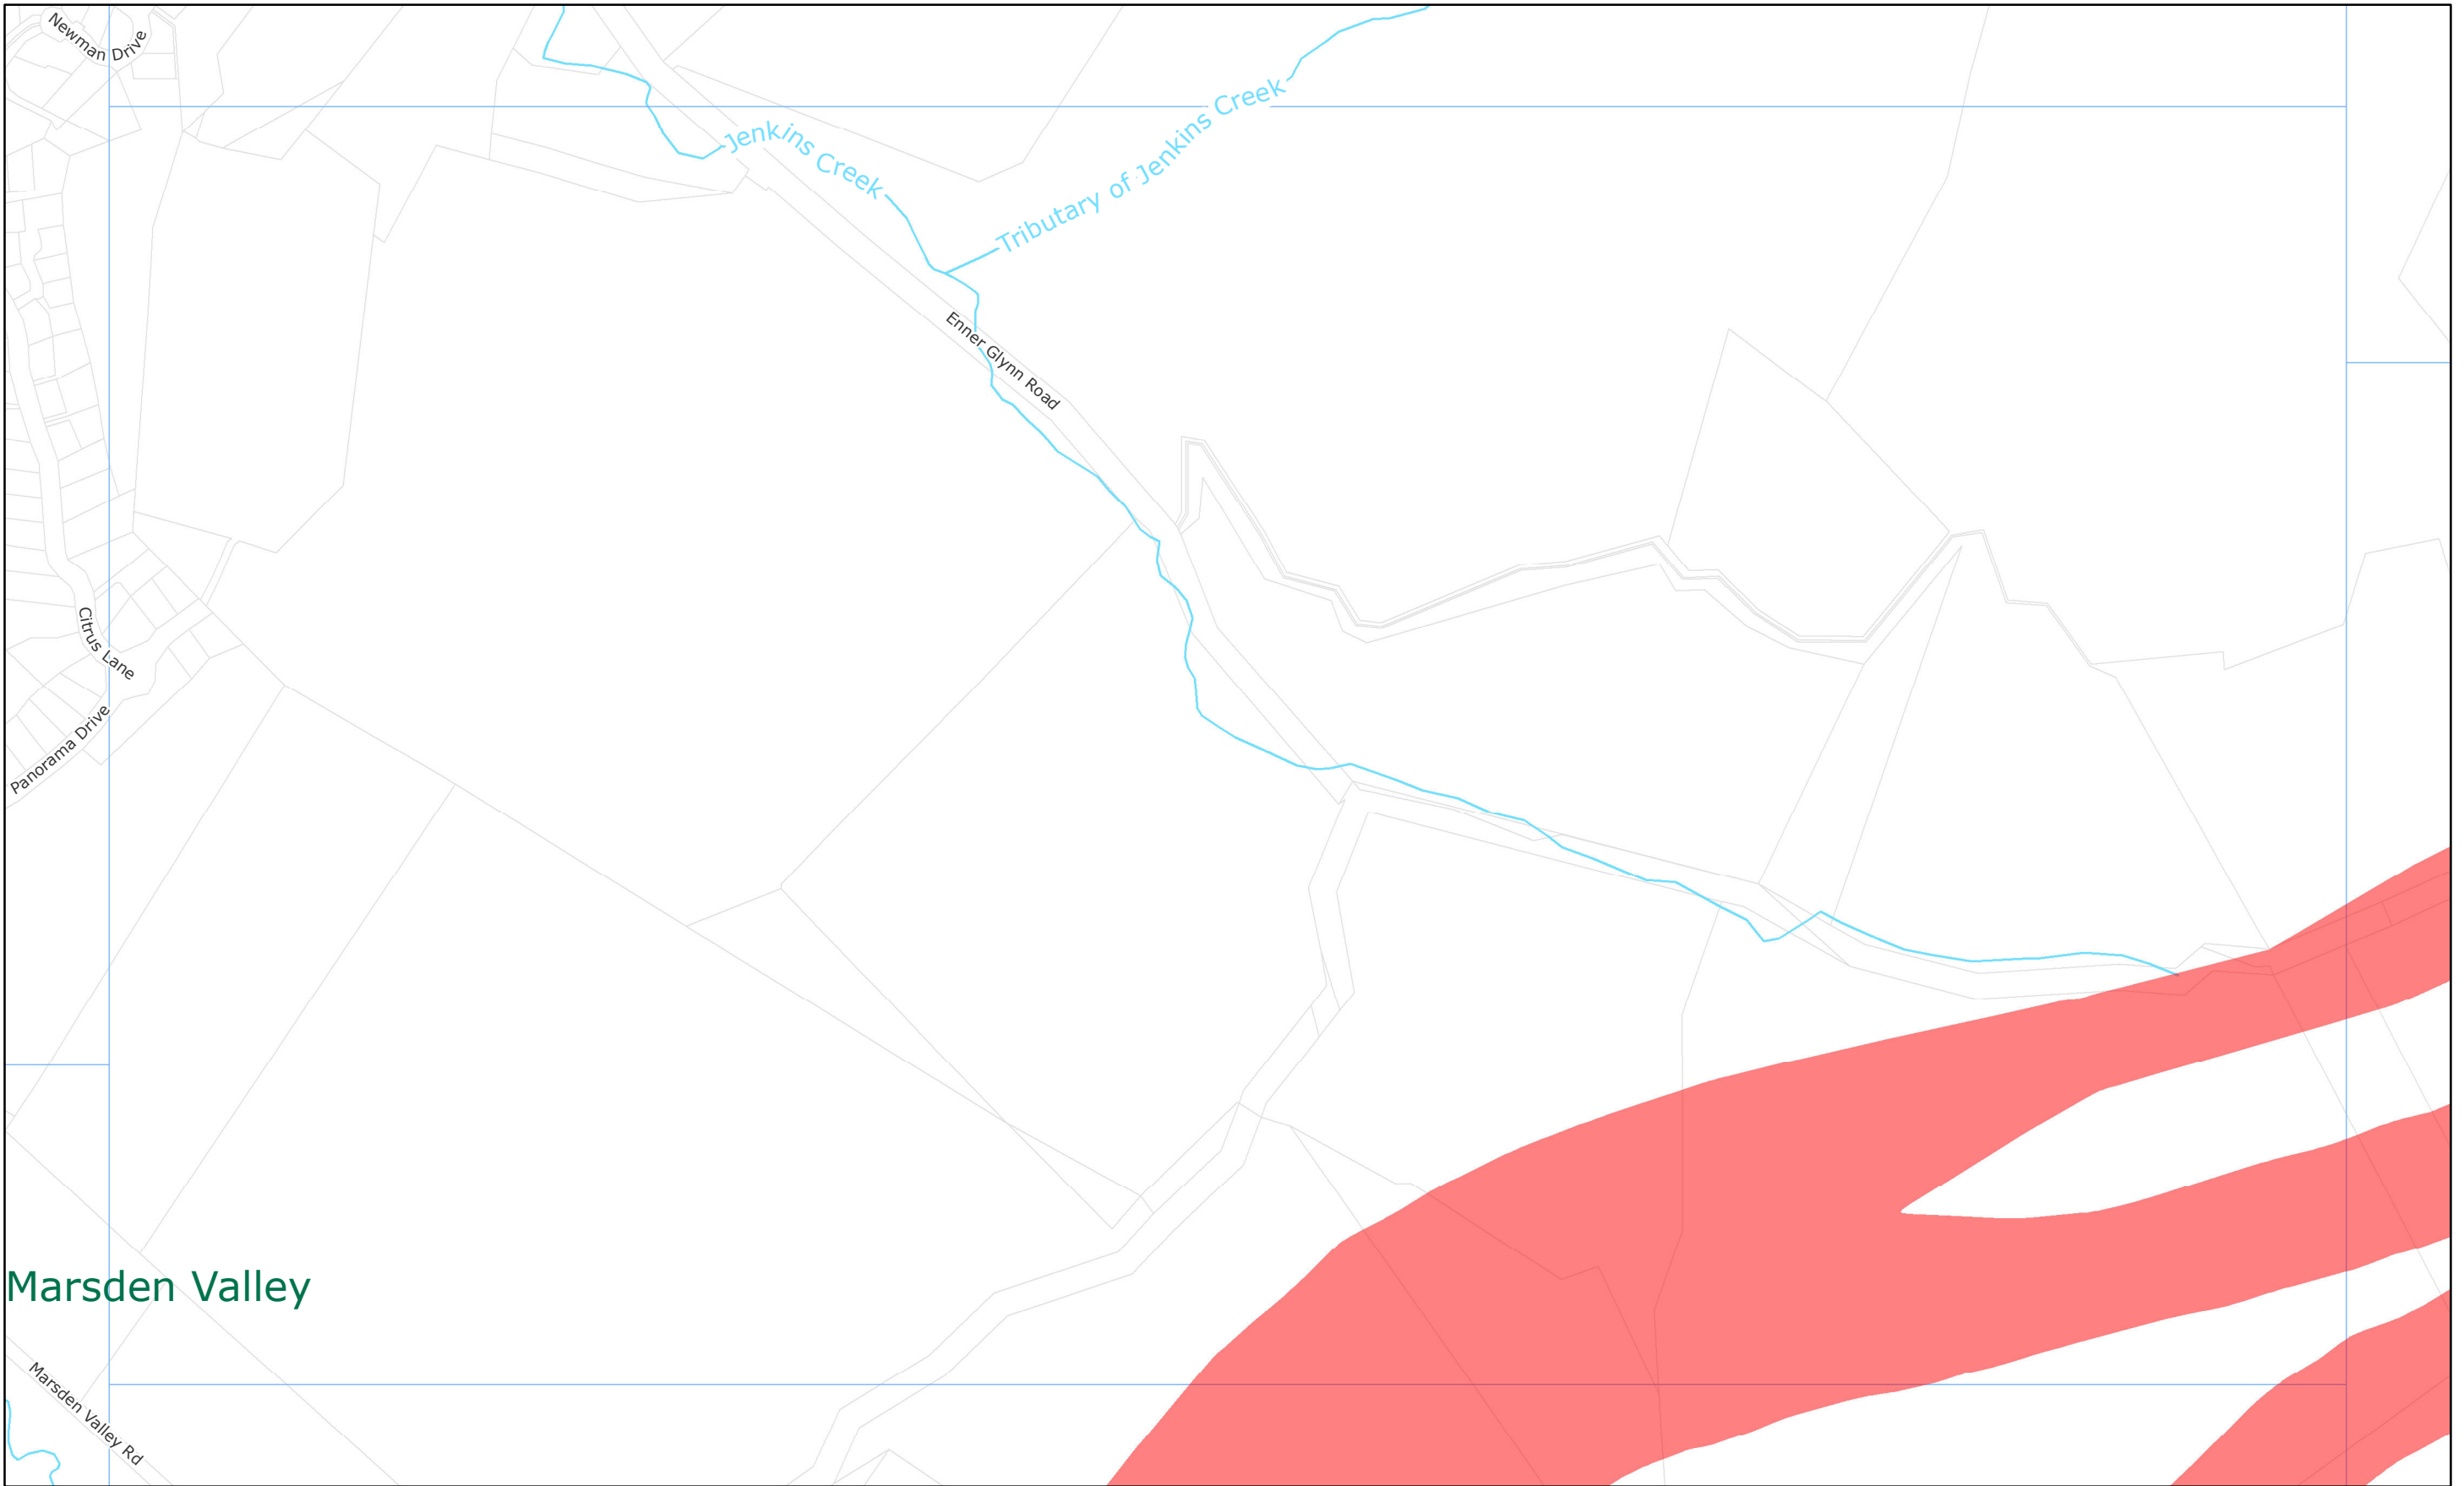 Newman Drive
Jenkins Creek
Tributary of Jenkins Creek
Enner Glynn Road
Citrus Lane
Panorama Drive
Marsden Valley
Marsden Valley Rd